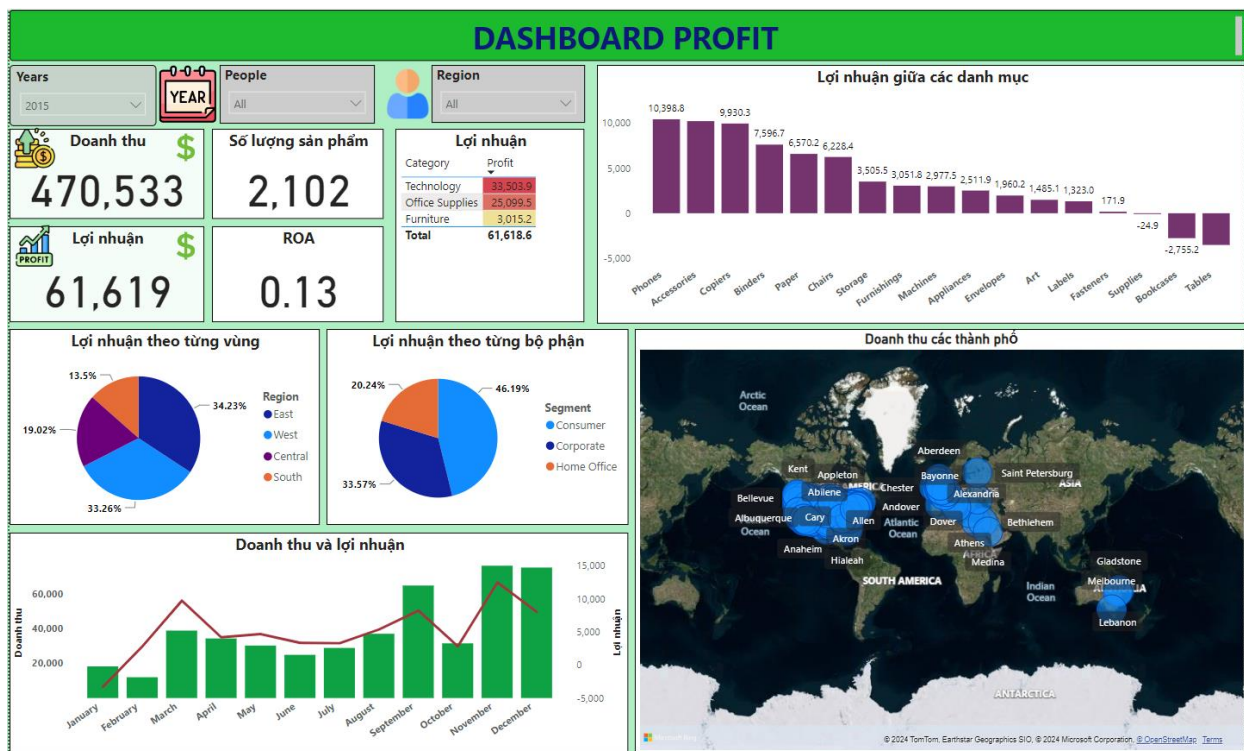 DASHBOARD PROFIT
Years
2015
YEAR
People
All
Region
All
Doanh thu
470,533
Số lượng sản phẩm
2,102
Lợi nhuận
PROFIT
61,619
ROA
0.13
Lợi nhuận
Category Profit
Technology 33,503.9
Office Supplies 25,099.5
Furniture 3,015.2
Total 61,618.6
Lợi nhuận giữa các danh mục
10,000
5,000
0
-5,000
10,398.8
9,930.3
7,596.7
6,570.2
6,228.4
3,505.5
3,051.8
2,977.5
2,511.9
1,960.2
1,485.1
1,323.0
171.9
-24.9
-2,755.2
Phones
Accessories
Copiers
Binders
Paper
Chairs
Storage
Furnishings
Machines
Appliances
Envelopes
Art
Labels
Fasteners
Supplies
Bookcases
Tables
Lợi nhuận theo từng vùng
13.5%
34.23%
19.02%
33.26%
Region
East
West
Central
South
Lợi nhuận theo từng bộ phận
20.24%
46.19%
33.57%
Segment
Consumer
Corporate
Home Office
Doanh thu các thành phố
Arctic
Ocean
Aberdeen
Kent
Appleton
Bayonne
Saint Petersburg
ASIA
Bellevue
Abilene
Chester
Alexandria
Albuquerque
Cary
Andover
Allen
Atlantic
Ocean
Dover
Bethlehem
Ocean
Akron
Athens
Anaheim
Hialeah
AFRICA
Medina
SOUTH AMERICA
Indian
Ocean
Gladstone
Melbourne
Lebanon
ANTARCTICA
© 2024 TomTom, Earthstar Geographics SIO, © 2024 Microsoft Corporation, © OpenStreetMap Terms
Doanh thu và lợi nhuận
Doanh thu
60,000
40,000
20,000
15,000
10,000
5,000
0
-5,000
Lợi nhuận
January
February
March
April
May
June
July
August
September
October
November
December